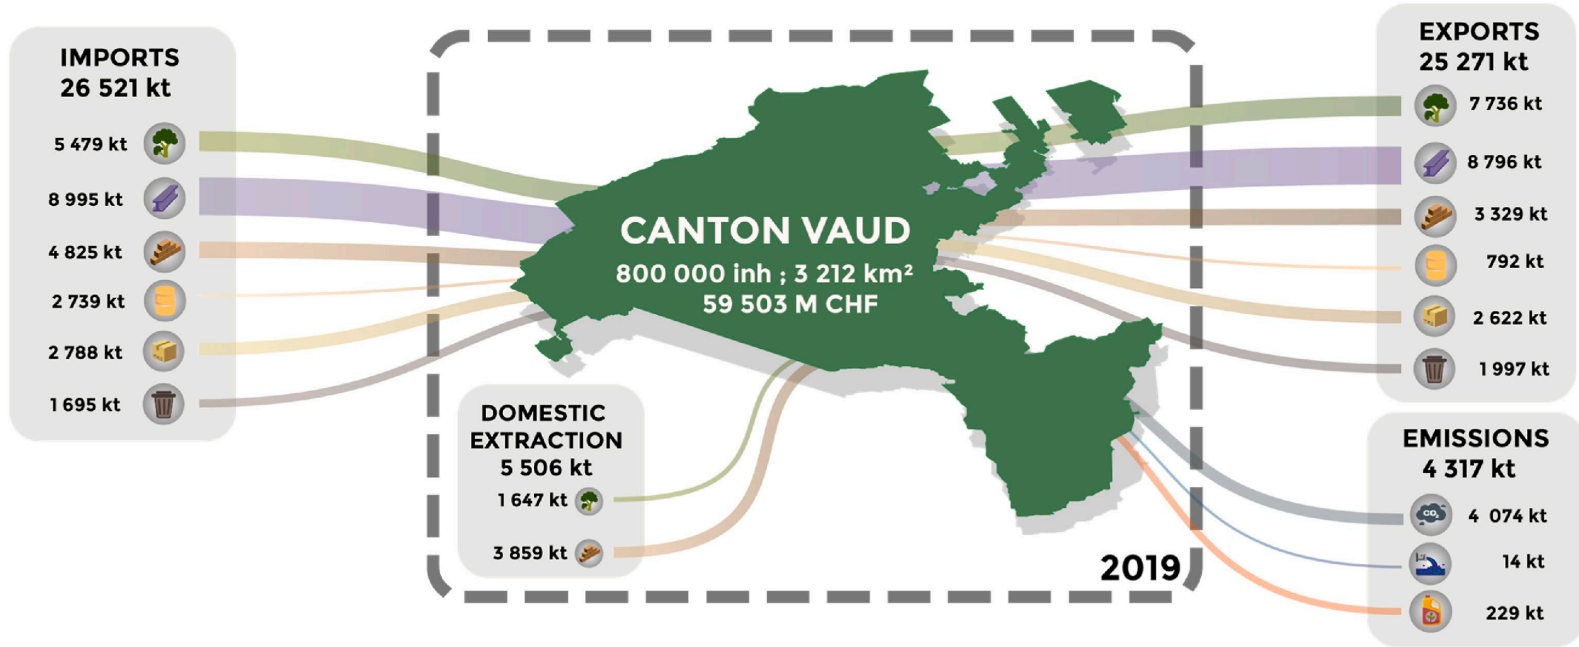 IMPORTS
26 521 kt
5 479 kt
8 995 kt
4 825 kt
2 739 kt
2 788 kt
1 695 kt
CANTON VAUD
800 000 inh ; 3 212 km²
59 503 M CHF
DOMESTIC
EXTRACTION
5 506 kt
1 647 kt
3 859 kt
2019
EXPORTS
25 271 kt
7 736 kt
8 796 kt
3 329 kt
792 kt
2 622 kt
1 997 kt
EMISSIONS
4 317 kt
CO₂
4 074 kt
14 kt
229 kt